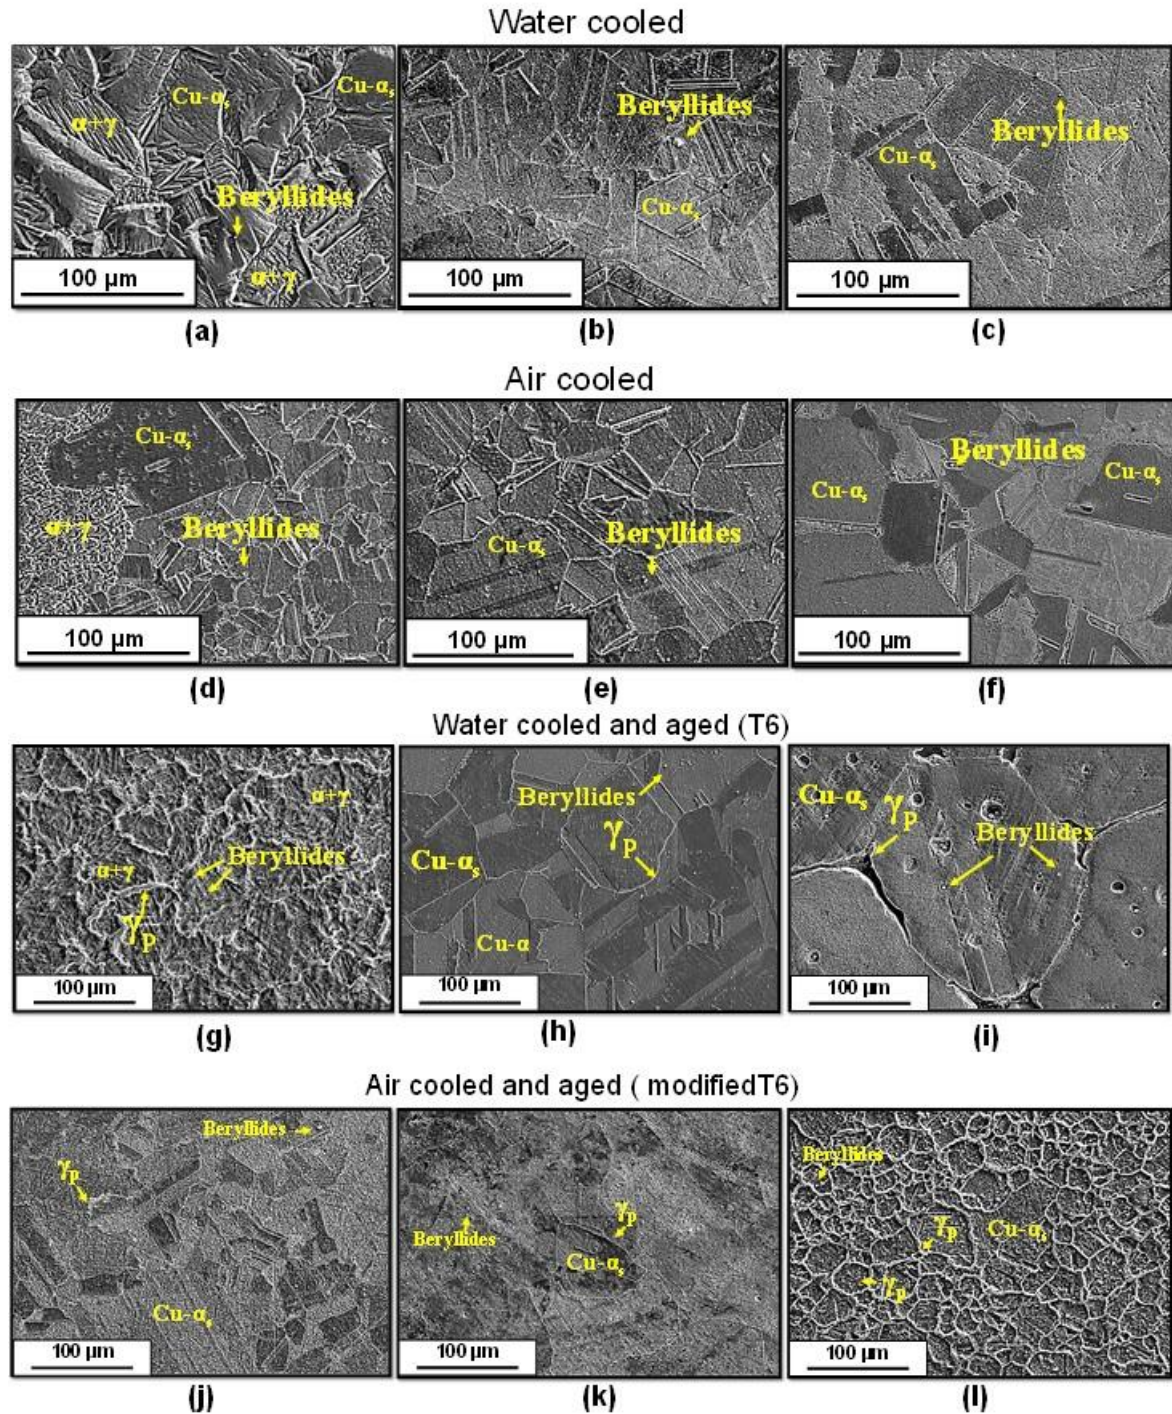 Water cooled
Cu-αs
Cu-αs
α+γ
Beryllides
α+γ
100 µm
(a)
Beryllides
Cu-αs
100 µm
(b)
Beryllides
Cu-αs
100 µm
(c)
Air cooled
Cu-αs
α+γ
Beryllides
100 µm
(d)
Cu-αs
Beryllides
100 µm
(e)
Beryllides
Cu-αs
Cu-αs
100 µm
(f)
Water cooled and aged (T6)
α+γ
Beryllides
α+γ
γp
100 µm
(g)
Beryllides
γp
Cu-αs
Cu-α
100 µm
(h)
Cu-αs
γp
Beryllides
100 µm
(i)
Air cooled and aged ( modifiedT6)
Beryllides
γp
Cu-αs
100 µm
(j)
γp
Beryllides
Cu-αs
100 µm
(k)
Beryllides
γp
Cu-αs
γp
100 µm
(l)